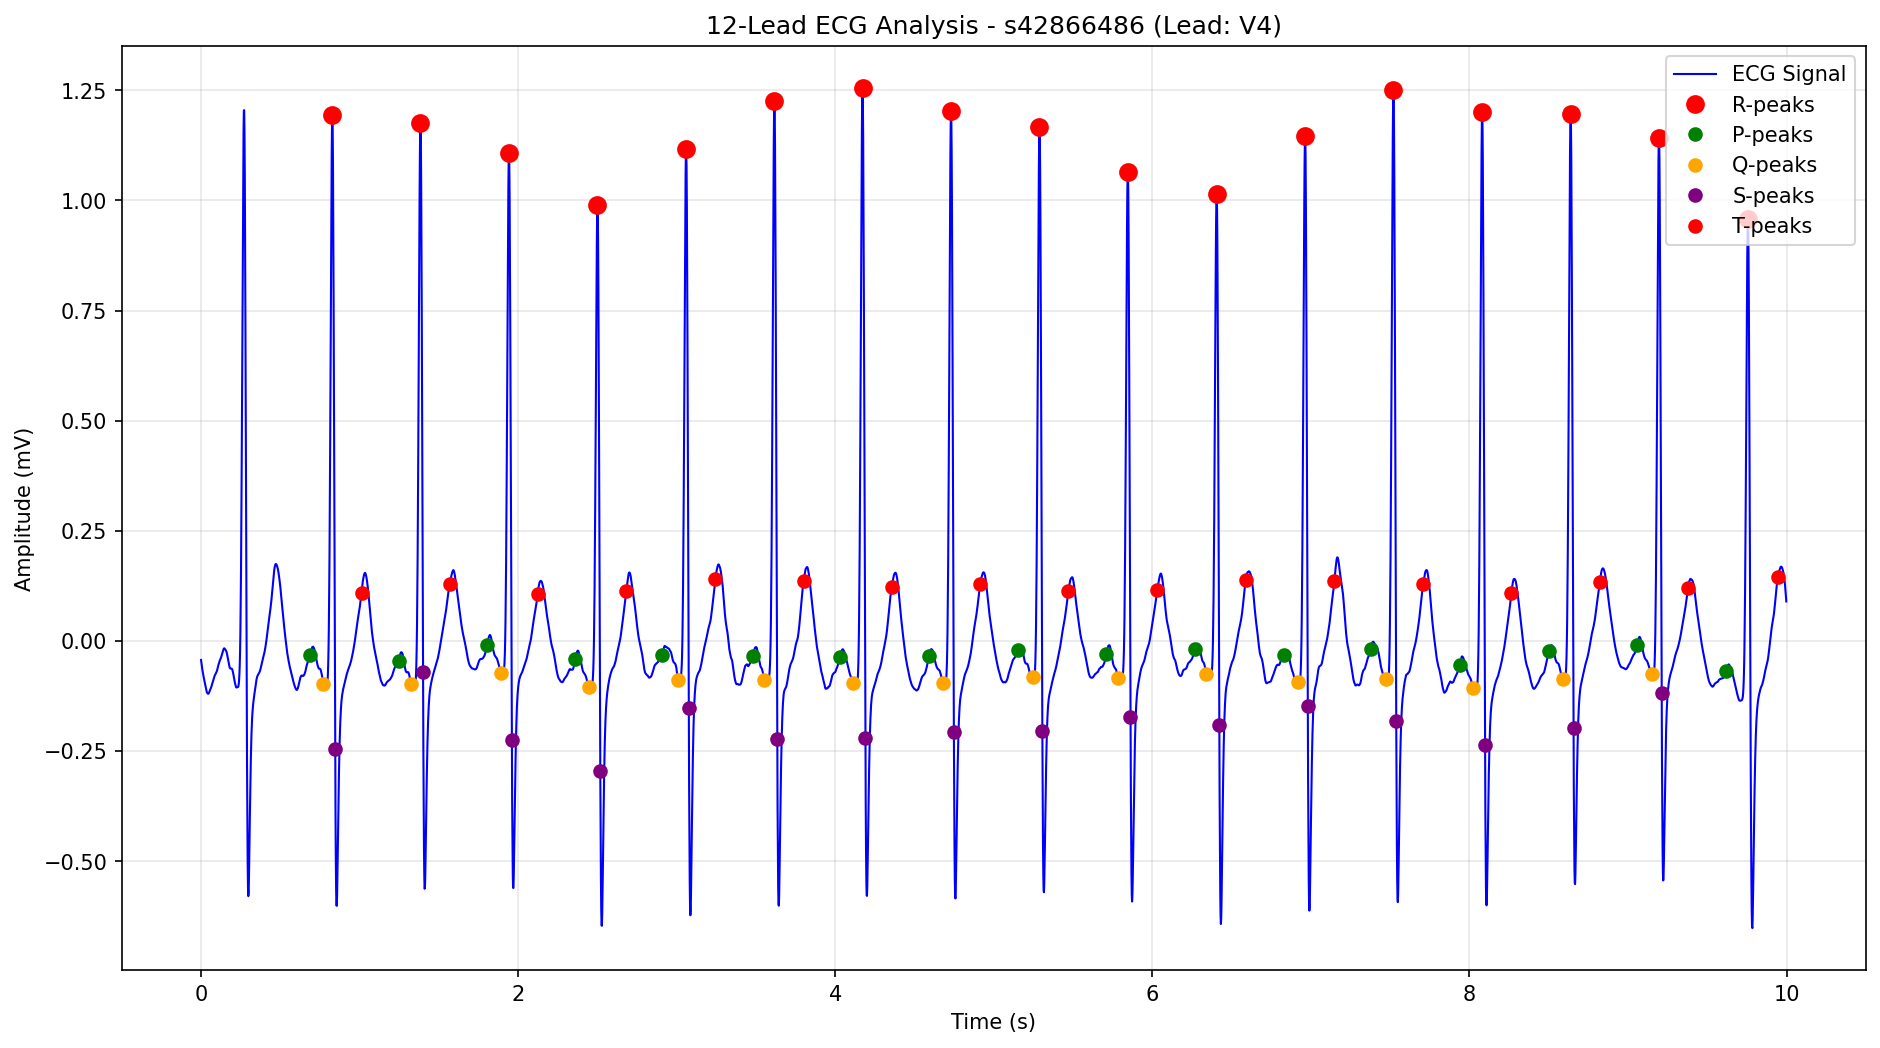 12-Lead ECG Analysis - s42866486 (Lead: V4)
ECG Signal
R-peaks
P-peaks
Q-peaks
S-peaks
T-peaks
Amplitude (mV)
1.25
1.00
0.75
0.50
0.25
0.00
−0.25
−0.50
0 2 4 6 8 10
Time (s)